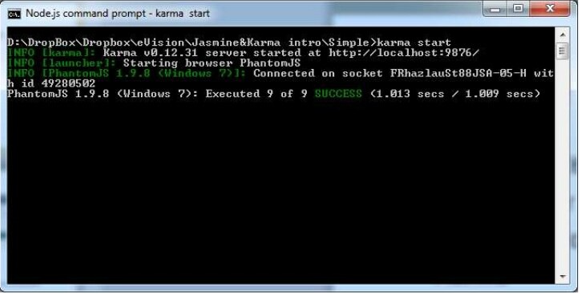 Node.js command prompt - karma start
D:\DropBox\Dropbox\eVision\Jasmine&Karma intro\Simple>karma start
INFO [karma]: Karma v0.12.31 server started at http://localhost:9876/
INFO [launcher]: Starting browser PhantomJS
INFO [PhantomJS 1.9.8 (Windows 7)]: Connected on socket FRhazlauSt88JSA-05-H wit
h id 49280502
PhantomJS 1.9.8 (Windows 7): Executed 9 of 9 SUCCESS (1.013 secs / 1.009 secs)